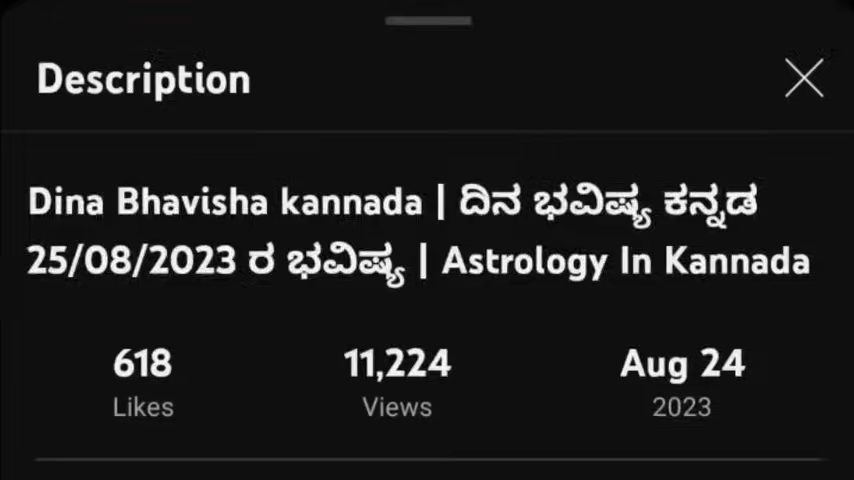 Description
Dina Bhavisha kannada | ದಿನ ಭವಿಷ್ಯ ಕನ್ನಡ
25/08/2023 ರ ಭವಿಷ್ಯ | Astrology In Kannada
618 11,224 Aug 24
Likes Views 2023